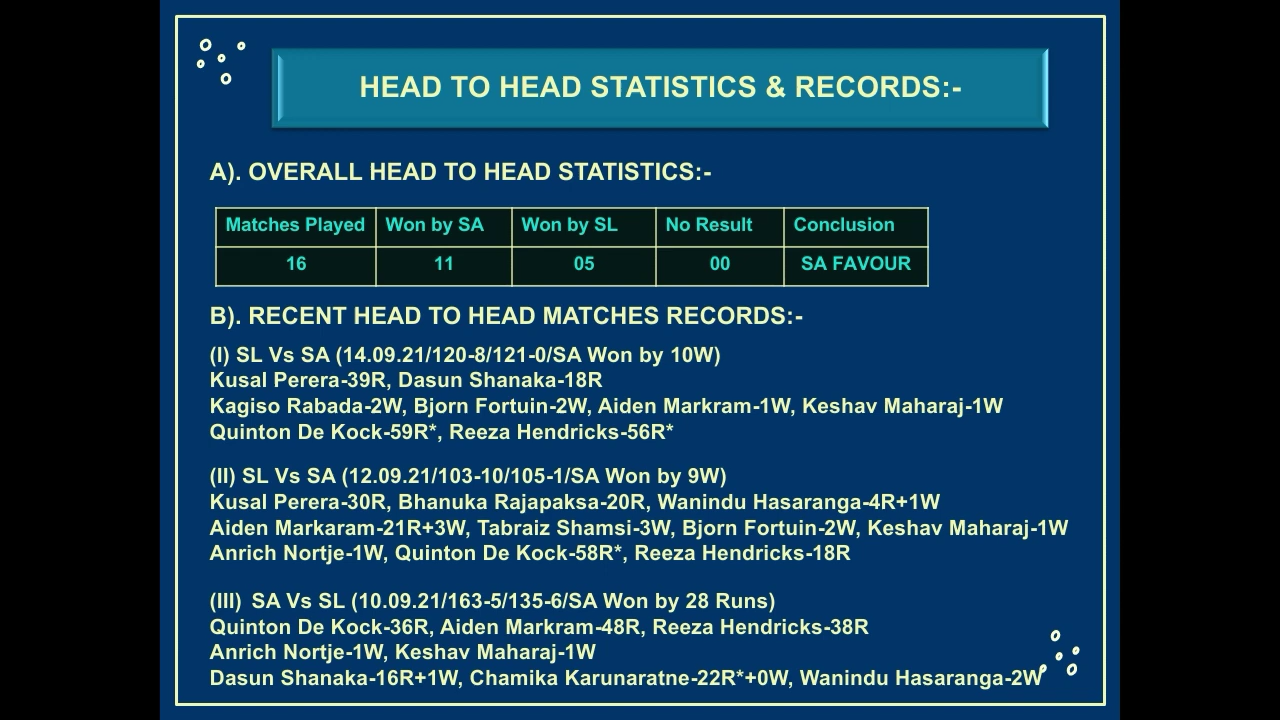 HEAD TO HEAD STATISTICS & RECORDS:-
A). OVERALL HEAD TO HEAD STATISTICS:-
Matches Played Won by SA Won by SL No Result Conclusion
16 11 05 00 SA FAVOUR
B). RECENT HEAD TO HEAD MATCHES RECORDS:-
(I) SL Vs SA (14.09.21/120-8/121-0/SA Won by 10W)
Kusal Perera-39R, Dasun Shanaka-18R
Kagiso Rabada-2W, Bjorn Fortuin-2W, Aiden Markram-1W, Keshav Maharaj-1W
Quinton De Kock-59R*, Reeza Hendricks-56R*
(II) SL Vs SA (12.09.21/103-10/105-1/SA Won by 9W)
Kusal Perera-30R, Bhanuka Rajapaksa-20R, Wanindu Hasaranga-4R+1W
Aiden Markaram-21R+3W, Tabraiz Shamsi-3W, Bjorn Fortuin-2W, Keshav Maharaj-1W
Anrich Nortje-1W, Quinton De Kock-58R*, Reeza Hendricks-18R
(III) SA Vs SL (10.09.21/163-5/135-6/SA Won by 28 Runs)
Quinton De Kock-36R, Aiden Markram-48R, Reeza Hendricks-38R
Anrich Nortje-1W, Keshav Maharaj-1W
Dasun Shanaka-16R+1W, Chamika Karunaratne-22R*+0W, Wanindu Hasaranga-2W